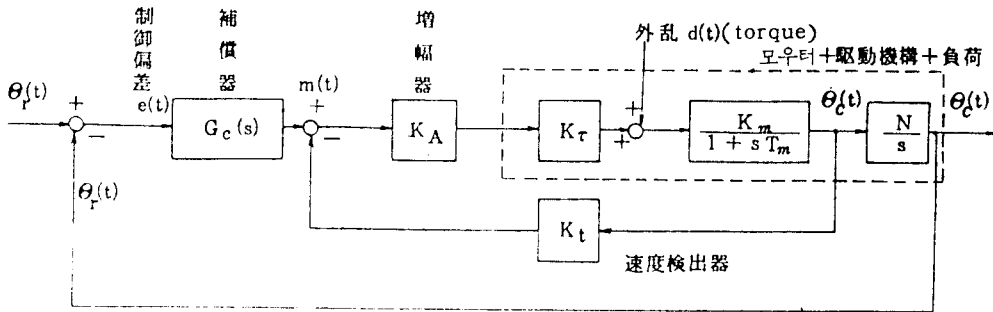 制御偏差
補償器
増幅器
外乱 d(t)(torque)
모우터+駆動機構+負荷
Θr(t)
+
−
e(t)
Gc(s)
m(t)
+
−
KA
Kτ
+
+
Km
1 + sTm
Θ̇c(t)
N
s
Θc(t)
Θr(t)
Kt
速度検出器